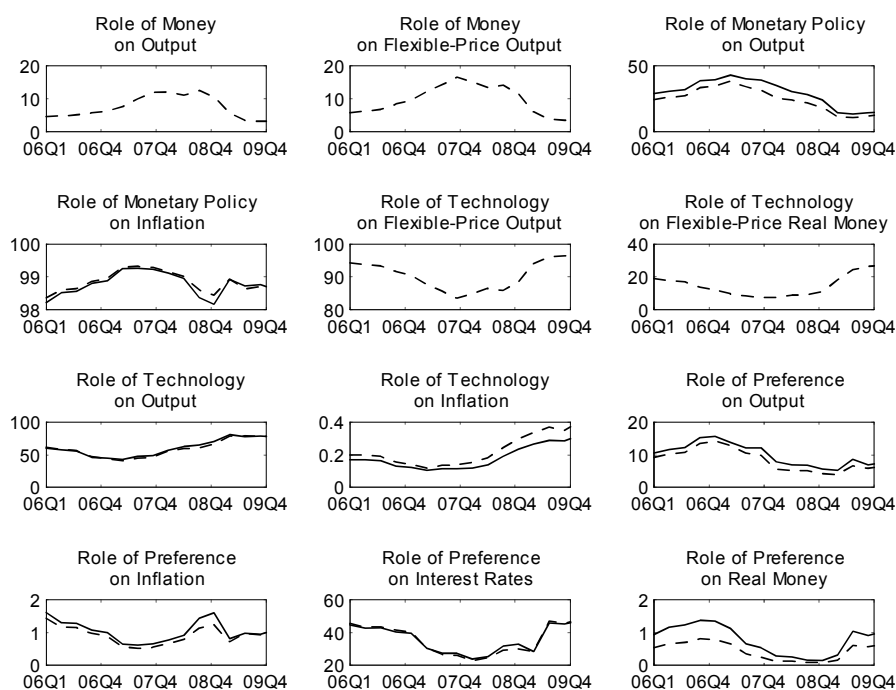 Role of Money
on Output
20
10
0
06Q1 06Q4 07Q4 08Q4 09Q4
Role of Money
on Flexible-Price Output
20
10
0
06Q1 06Q4 07Q4 08Q4 09Q4
Role of Monetary Policy
on Output
50
0
06Q1 06Q4 07Q4 08Q4 09Q4
Role of Monetary Policy
on Inflation
100
99
98
06Q1 06Q4 07Q4 08Q4 09Q4
Role of Technology
on Flexible-Price Output
100
90
80
06Q1 06Q4 07Q4 08Q4 09Q4
Role of Technology
on Flexible-Price Real Money
40
20
0
06Q1 06Q4 07Q4 08Q4 09Q4
Role of Technology
on Output
100
50
0
06Q1 06Q4 07Q4 08Q4 09Q4
Role of Technology
on Inflation
0.4
0.2
0
06Q1 06Q4 07Q4 08Q4 09Q4
Role of Preference
on Output
20
10
0
06Q1 06Q4 07Q4 08Q4 09Q4
Role of Preference
on Inflation
2
1
0
06Q1 06Q4 07Q4 08Q4 09Q4
Role of Preference
on Interest Rates
60
40
20
06Q1 06Q4 07Q4 08Q4 09Q4
Role of Preference
on Real Money
2
1
0
06Q1 06Q4 07Q4 08Q4 09Q4